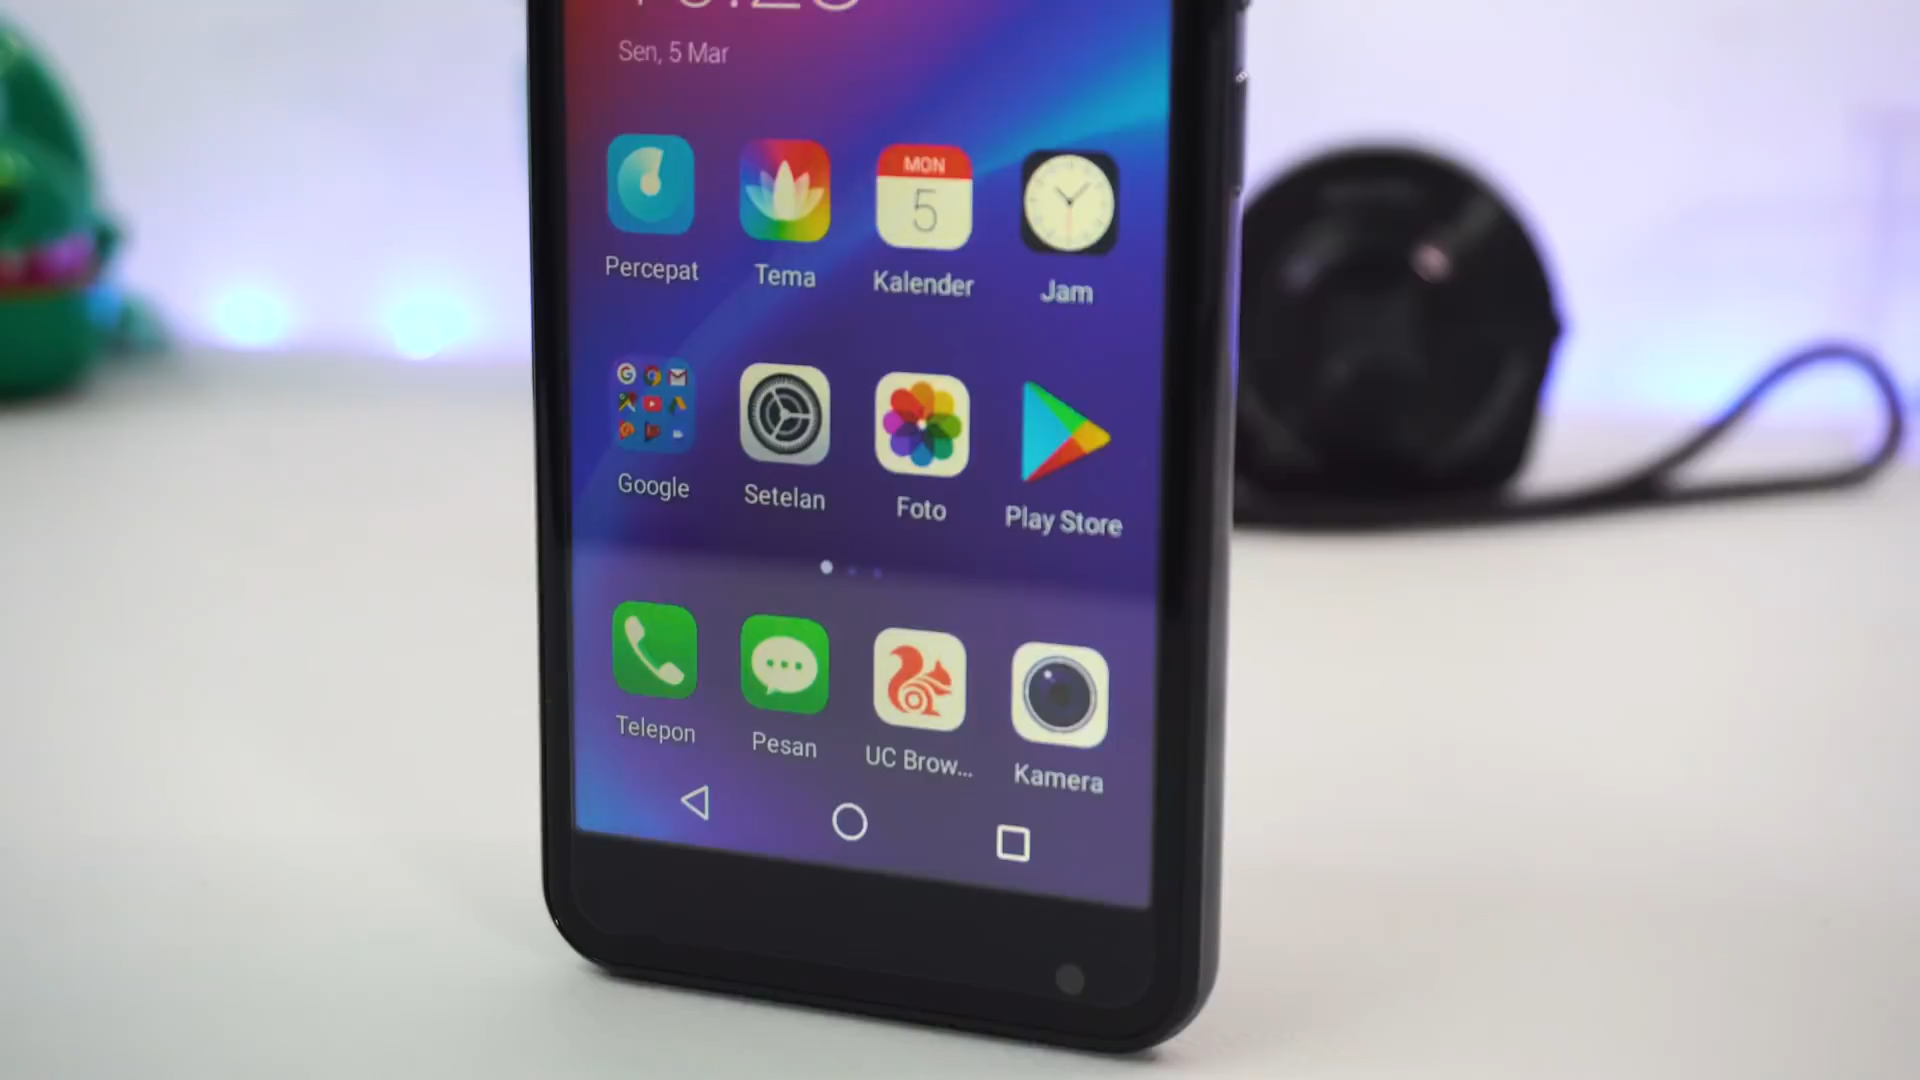 Sen, 5 Mar
MON
5
Percepat
Tema
Kalender
Jam
Google
Setelan
Foto
Play Store
Telepon
Pesan
UC Brow...
Kamera